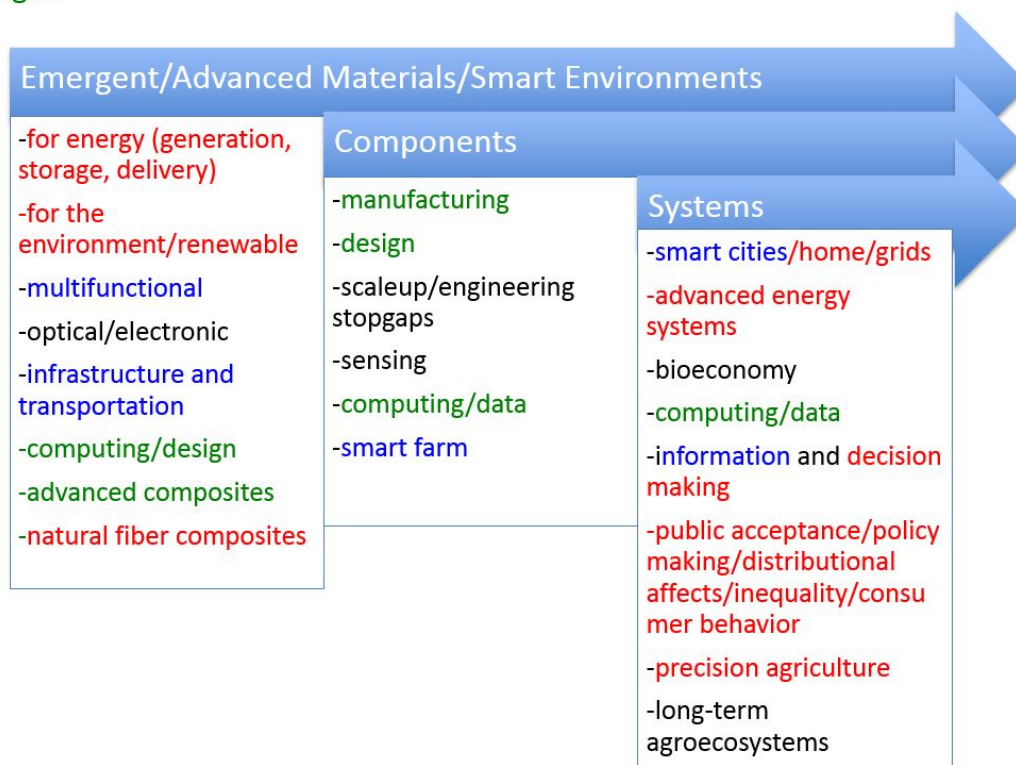 Emergent/Advanced Materials/Smart Environments
-for energy (generation,
storage, delivery)
-for the
environment/renewable
-multifunctional
-optical/electronic
-infrastructure and
transportation
-computing/design
-advanced composites
-natural fiber composites
Components
-manufacturing
-design
-scaleup/engineering
stopgaps
-sensing
-computing/data
-smart farm
Systems
-smart cities/home/grids
-advanced energy
systems
-bioeconomy
-computing/data
-information and decision
making
-public acceptance/policy
making/distributional
affects/inequality/consu
mer behavior
-precision agriculture
-long-term
agroecosystems